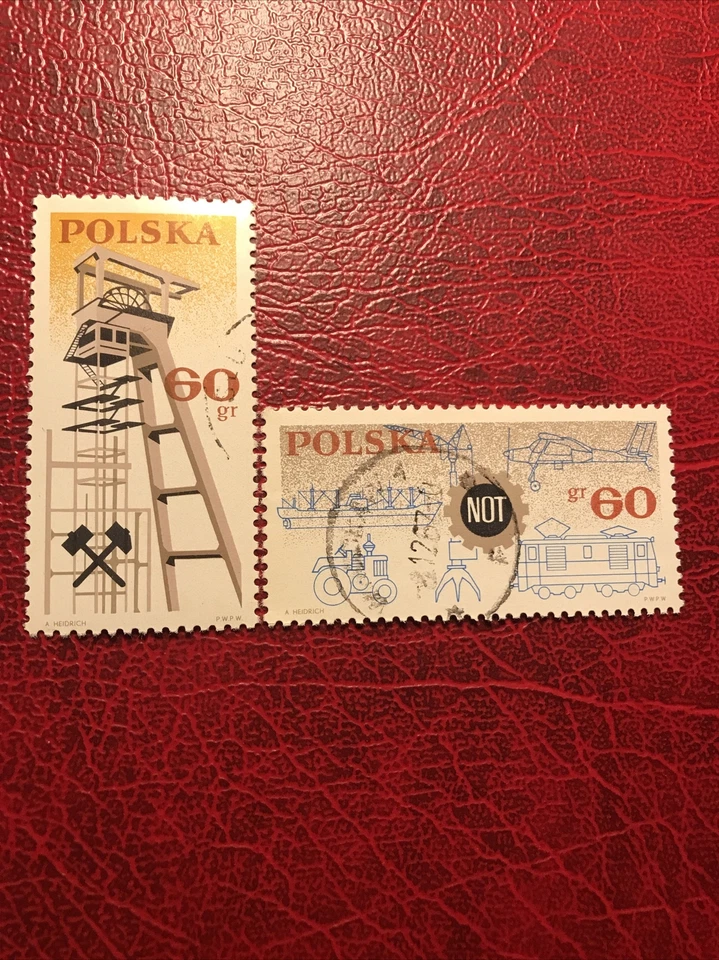 POLSKA
60
gr
A HEIDRICH
P.W.P.W.
POLSKA
NOT
gr 60
A HEIDRICH
P.W.P.W.